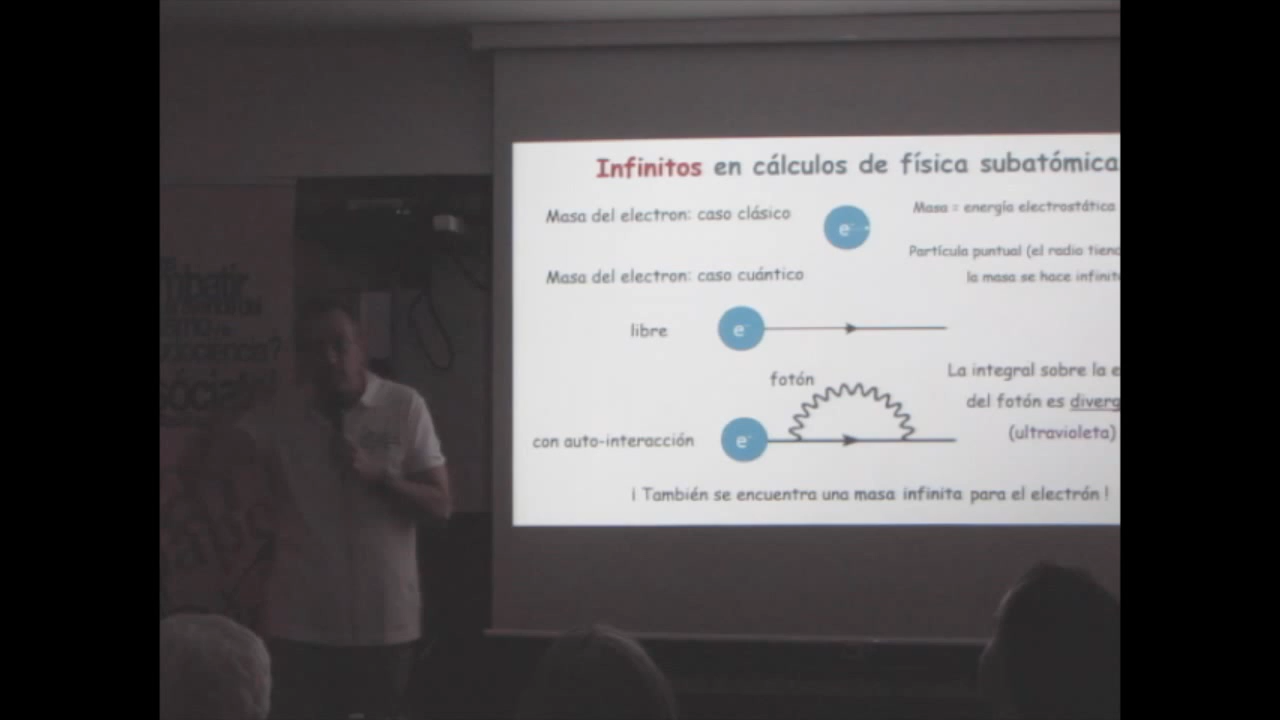 Infinitos en cálculos de física subatómica
Masa del electron: caso clásico
e-
Masa = energía electrostática
Partícula puntual (el radio tiend
la masa se hace infinit
Masa del electron: caso cuántico
libre
e-
fotón
La integral sobre la e
del fotón es diverg
(ultravioleta)
con auto-interacción
e-
¡ También se encuentra una masa infinita para el electrón !